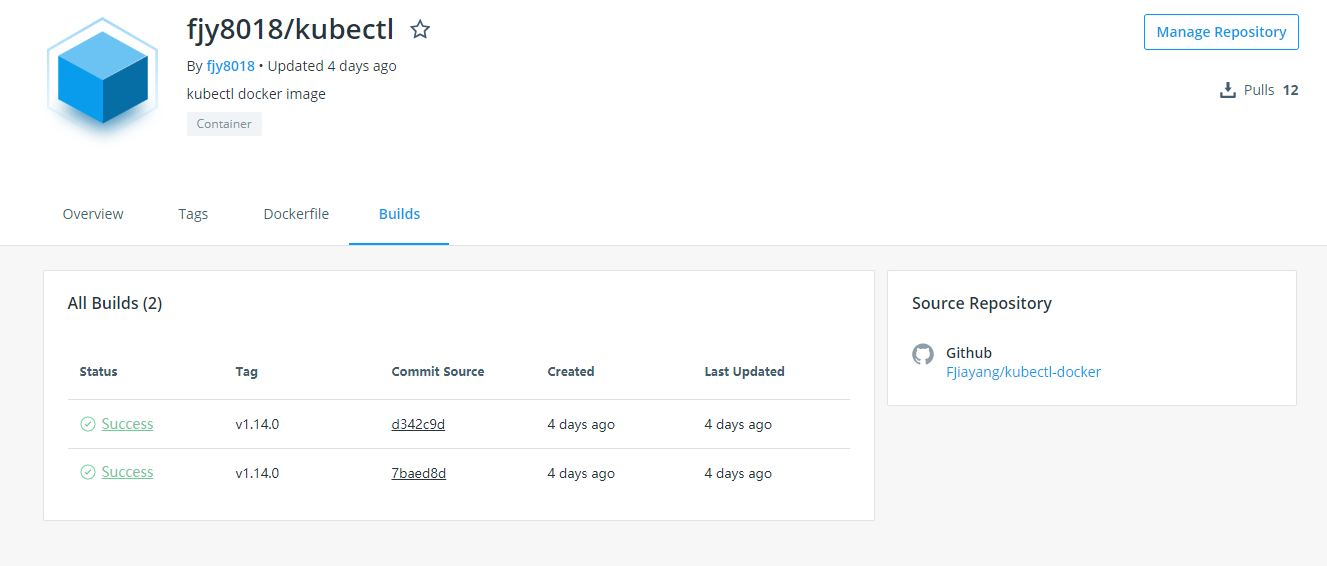 fjy8018/kubectl
Manage Repository
By fjy8018 • Updated 4 days ago
Pulls 12
kubectl docker image
Container
Overview Tags Dockerfile Builds
All Builds (2)
Status Tag Commit Source Created Last Updated
Success v1.14.0 d342c9d 4 days ago 4 days ago
Success v1.14.0 7baed8d 4 days ago 4 days ago
Source Repository
Github
FJiayang/kubectl-docker